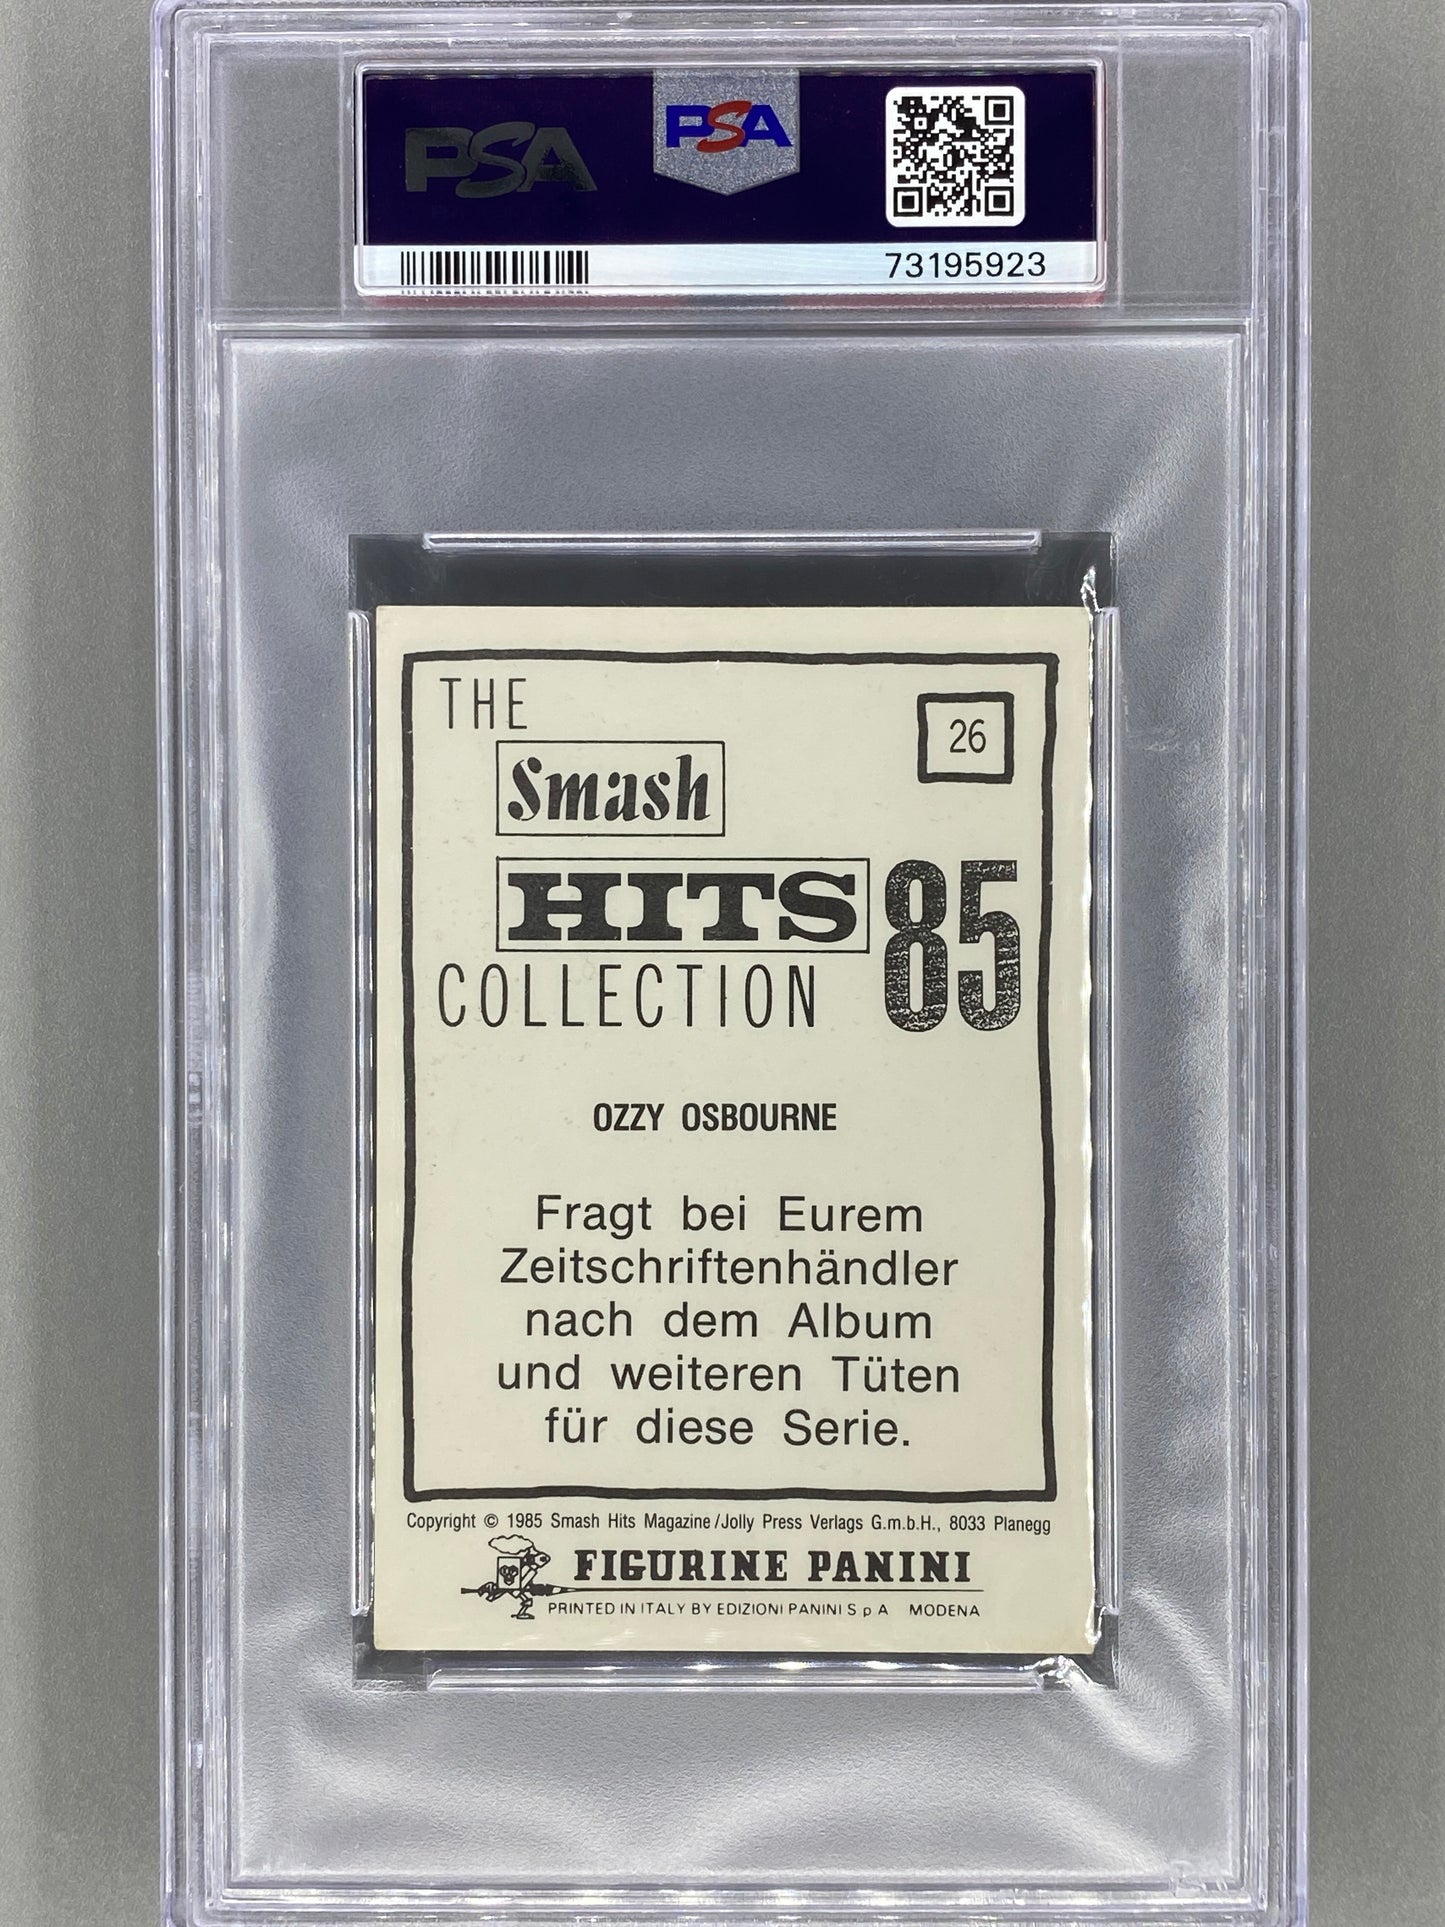 PSA
PSA
73195923
THE
26
Smash
HITS 85
COLLECTION
OZZY OSBOURNE
Fragt bei Eurem
Zeitschriftenhändler
nach dem Album
und weiteren Tüten
für diese Serie.
Copyright © 1985 Smash Hits Magazine/Jolly Press Verlags G.m.b.H., 8033 Planegg
FIGURINE PANINI
PRINTED IN ITALY BY EDIZIONI PANINI S p A MODENA